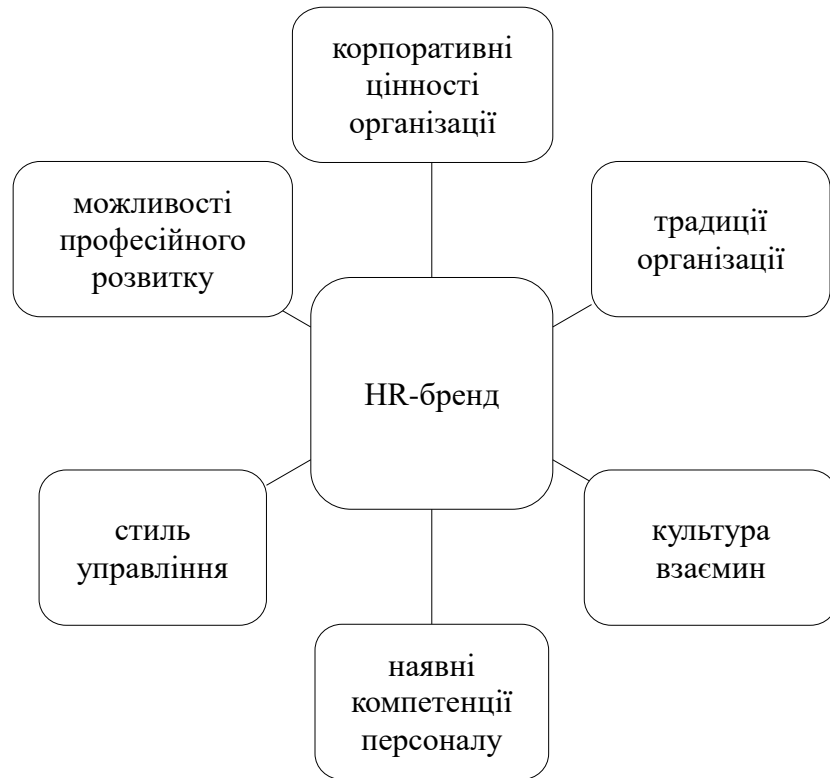 корпоративні
цінності
організації
можливості
професійного
розвитку
традиції
організації
HR-бренд
стиль
управління
культура
взаємин
наявні
компетенції
персоналу